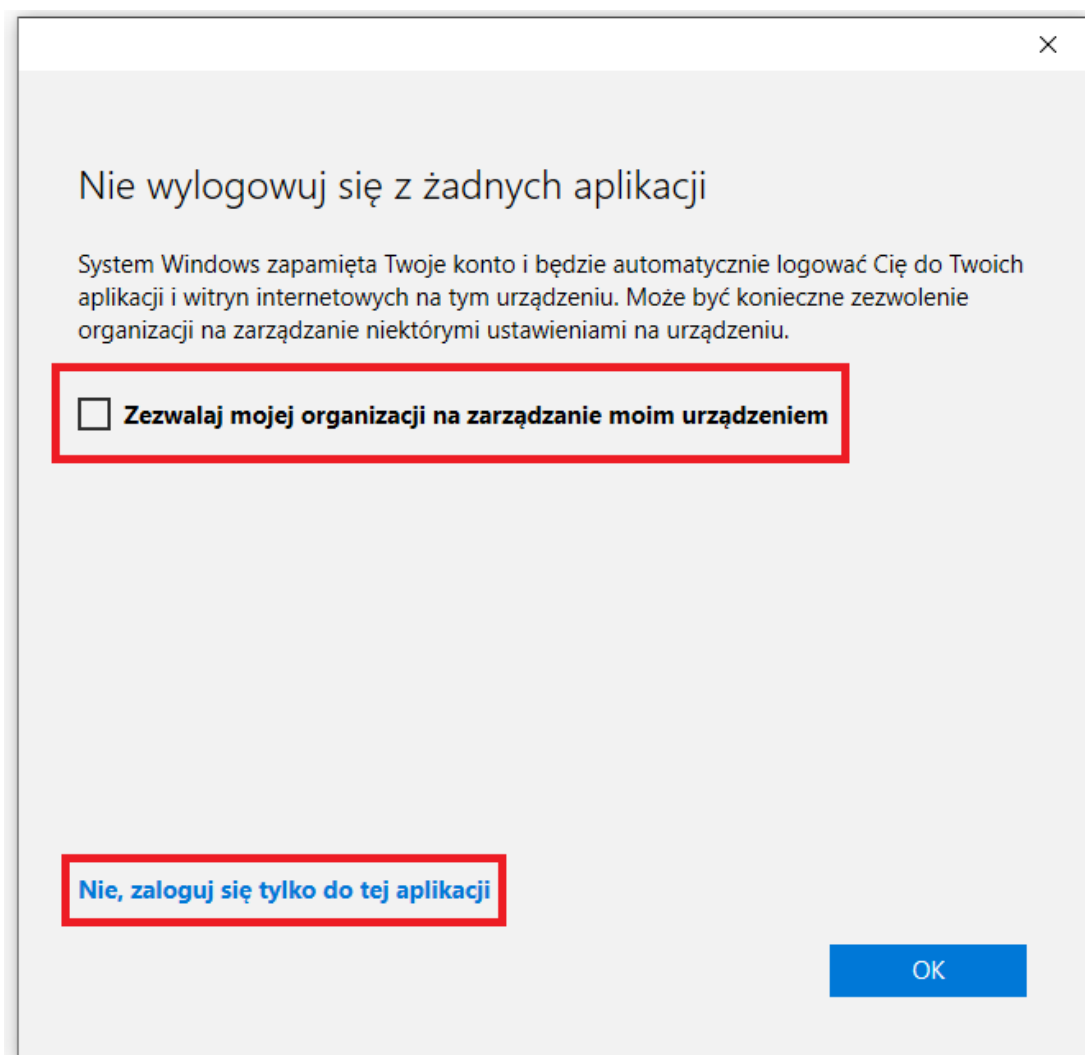 Nie wylogowuj się z żadnych aplikacji
System Windows zapamięta Twoje konto i będzie automatycznie logować Cię do Twoich
aplikacji i witryn internetowych na tym urządzeniu. Może być konieczne zezwolenie
organizacji na zarządzanie niektórymi ustawieniami na urządzeniu.
Zezwalaj mojej organizacji na zarządzanie moim urządzeniem
Nie, zaloguj się tylko do tej aplikacji
OK